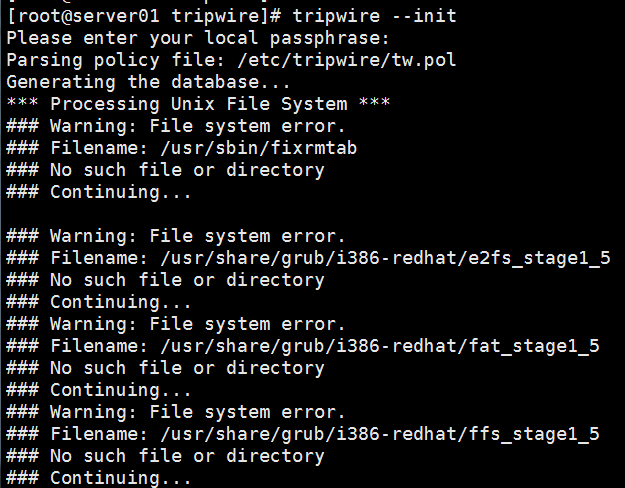 [root@server01 tripwire]# tripwire --init
Please enter your local passphrase:
Parsing policy file: /etc/tripwire/tw.pol
Generating the database...
*** Processing Unix File System ***
### Warning: File system error.
### Filename: /usr/sbin/fixrmtab
### No such file or directory
### Continuing...
### Warning: File system error.
### Filename: /usr/share/grub/i386-redhat/e2fs_stage1_5
### No such file or directory
### Continuing...
### Warning: File system error.
### Filename: /usr/share/grub/i386-redhat/fat_stage1_5
### No such file or directory
### Continuing...
### Warning: File system error.
### Filename: /usr/share/grub/i386-redhat/ffs_stage1_5
### No such file or directory
### Continuing...